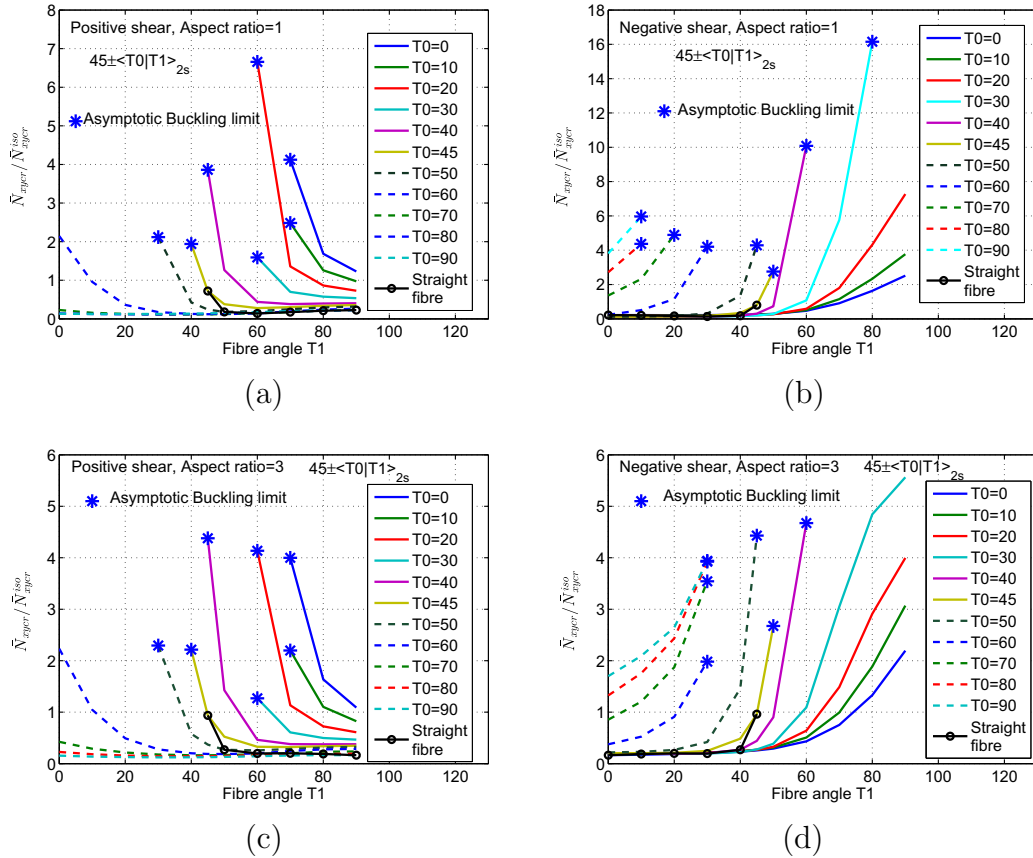 Positive shear, Aspect ratio=1
45±<T0|T1>2s
Asymptotic Buckling limit
T0=0
T0=10
T0=20
T0=30
T0=40
T0=45
T0=50
T0=60
T0=70
T0=80
T0=90
Straight
fibre
8
7
6
5
4
3
2
1
0
0 20 40 60 80 100 120
N̄xycr/N̄isoxycr
Fibre angle T1
(a)
Negative shear, Aspect ratio=1
45±<T0|T1>2s
Asymptotic Buckling limit
T0=0
T0=10
T0=20
T0=30
T0=40
T0=45
T0=50
T0=60
T0=70
T0=80
T0=90
Straight
fibre
18
16
14
12
10
8
6
4
2
0
0 20 40 60 80 100 120
N̄xycr/N̄isoxycr
Fibre angle T1
(b)
Positive shear, Aspect ratio=3
45±<T0|T1>2s
Asymptotic Buckling limit
T0=0
T0=10
T0=20
T0=30
T0=40
T0=45
T0=50
T0=60
T0=70
T0=80
T0=90
Straight
fibre
6
5
4
3
2
1
0
0 20 40 60 80 100 120
N̄xycr/N̄isoxycr
Fibre angle T1
(c)
Negative shear, Aspect ratio=3
45±<T0|T1>2s
Asymptotic Buckling limit
T0=0
T0=10
T0=20
T0=30
T0=40
T0=45
T0=50
T0=60
T0=70
T0=80
T0=90
Straight
fibre
6
5
4
3
2
1
0
0 20 40 60 80 100 120
N̄xycr/N̄isoxycr
Fibre angle T1
(d)